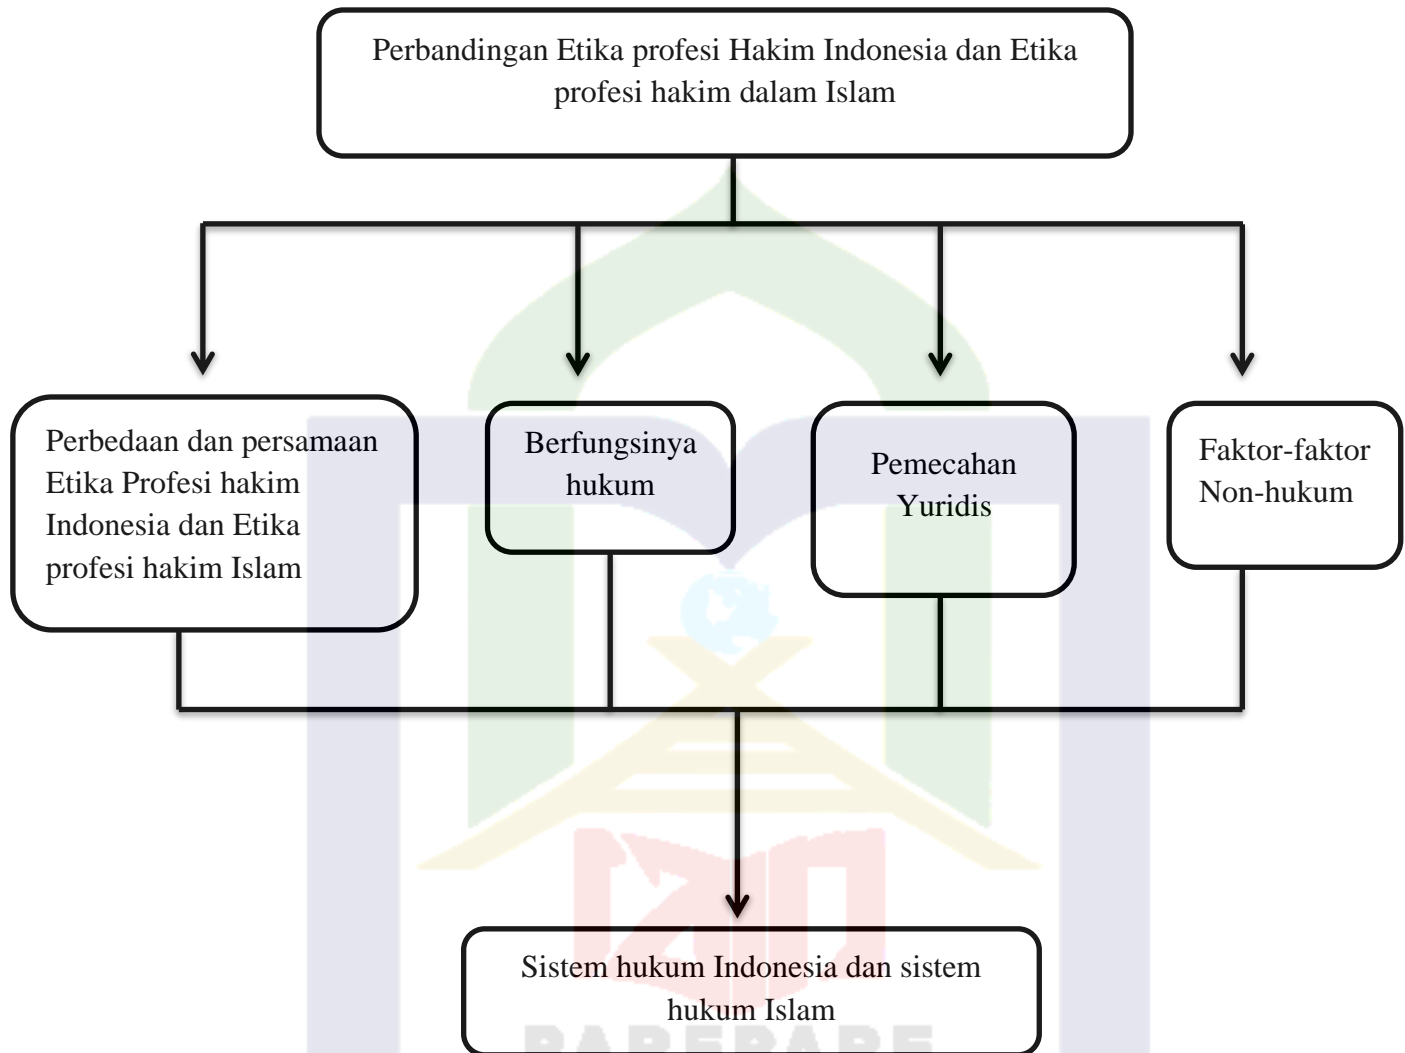 Perbandingan Etika profesi Hakim Indonesia dan Etika
profesi hakim dalam Islam
Perbedaan dan persamaan
Etika Profesi hakim
Indonesia dan Etika
profesi hakim Islam
Berfungsinya
hukum
Pemecahan
Yuridis
Faktor-faktor
Non-hukum
Sistem hukum Indonesia dan sistem
hukum Islam
PAREPARE